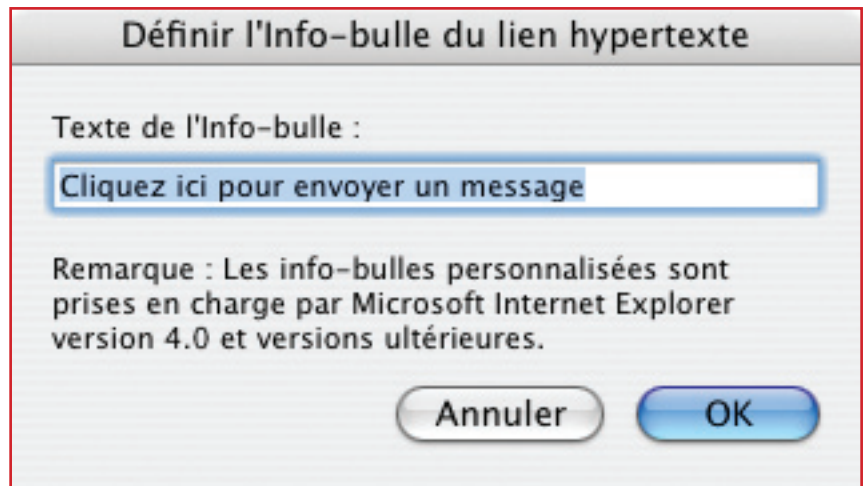 Définir l'Info-bulle du lien hypertexte
Texte de l'Info-bulle :
Cliquez ici pour envoyer un message
Remarque : Les info-bulles personnalisées sont
prises en charge par Microsoft Internet Explorer
version 4.0 et versions ultérieures.
Annuler OK